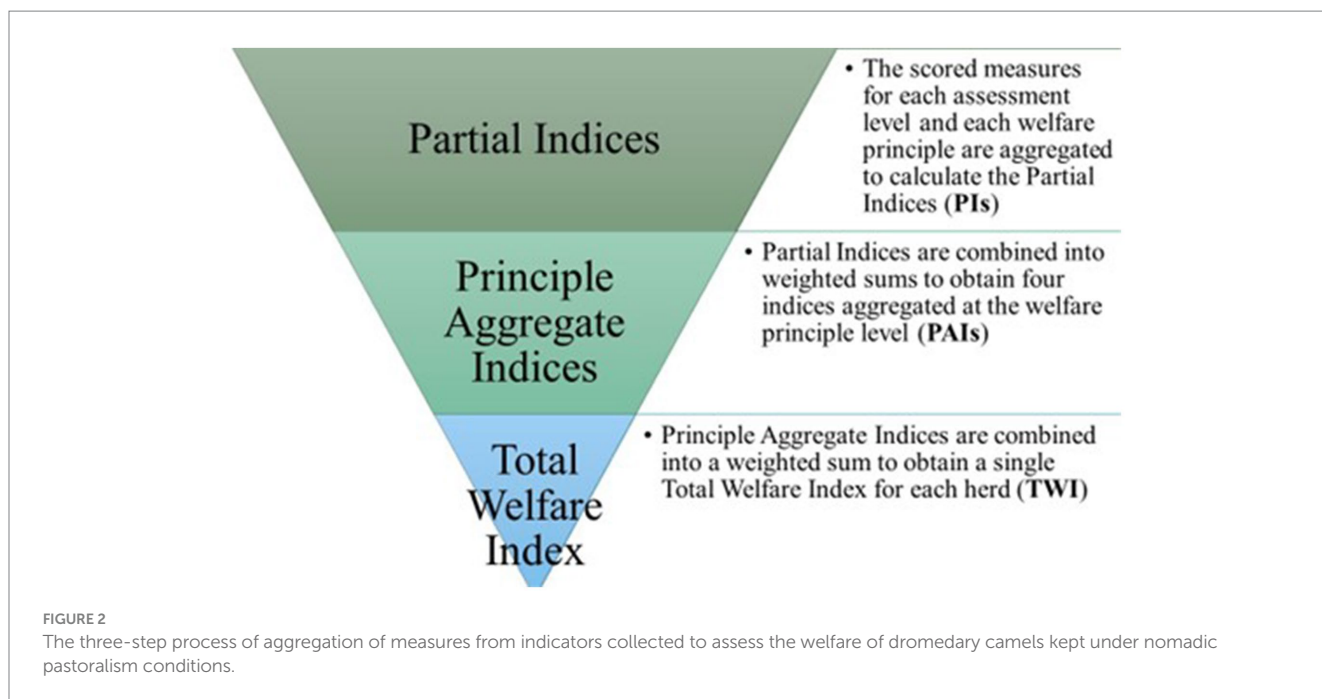 Partial Indices
• The scored measures
for each assessment
level and each welfare
principle are aggregated
to calculate the Partial
Indices (PIs)
Principle
Aggregate
Indices
• Partial Indices are combined into
weighted sums to obtain four
indices aggregated at the welfare
principle level (PAIs)
Total
Welfare
Index
• Principle Aggregate Indices are combined
into a weighted sum to obtain a single
Total Welfare Index for each herd (TWI)
FIGURE 2
The three-step process of aggregation of measures from indicators collected to assess the welfare of dromedary camels kept under nomadic
pastoralism conditions.